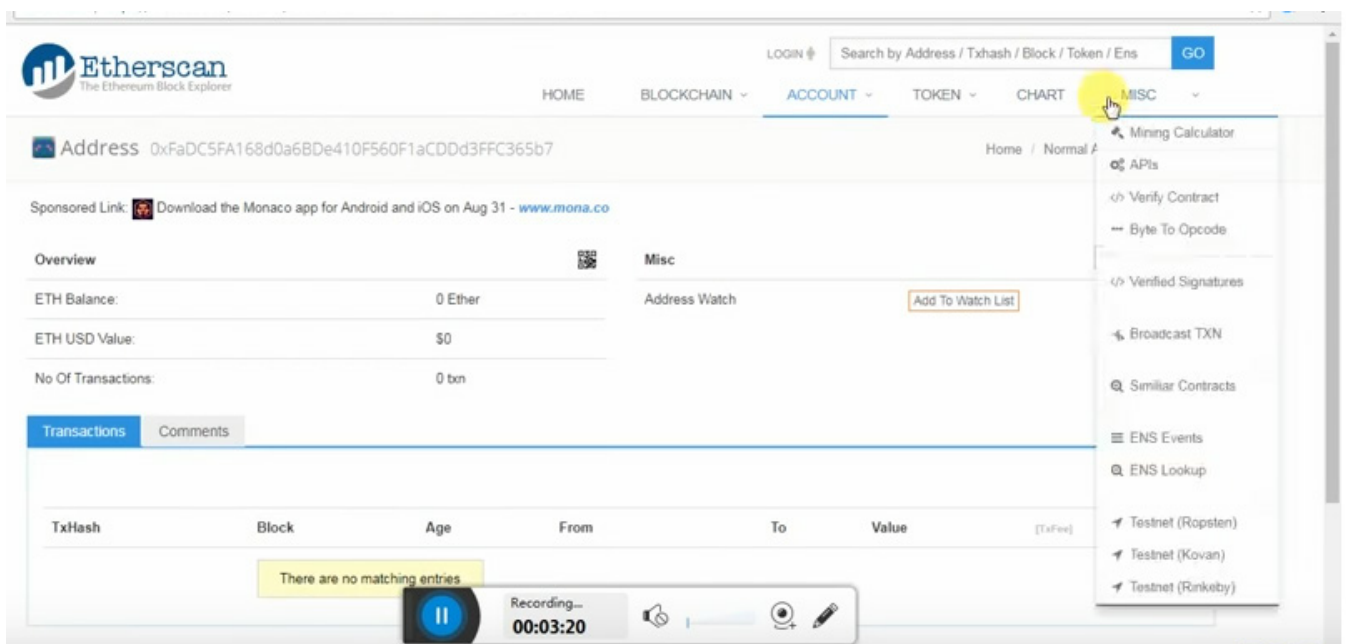 LOGIN
Search by Address / Txhash / Block / Token / Ens
GO
Etherscan
The Ethereum Block Explorer
HOME BLOCKCHAIN ACCOUNT TOKEN CHART MISC
Address 0xFaDC5FA168d0a6BDe410F560F1aCDDd3FFC365b7
Home / Normal A
Mining Calculator
APIs
Verify Contract
Byte To Opcode
Verified Signatures
Broadcast TXN
Similiar Contracts
ENS Events
ENS Lookup
Testnet (Ropsten)
Testnet (Kovan)
Testnet (Rinkeby)
Sponsored Link: Download the Monaco app for Android and iOS on Aug 31 - www.mona.co
Overview
ETH Balance: 0 Ether
ETH USD Value: $0
No Of Transactions: 0 txn
Misc
Address Watch Add To Watch List
Transactions Comments
TxHash Block Age From To Value [TxFee]
There are no matching entries
Recording...
00:03:20